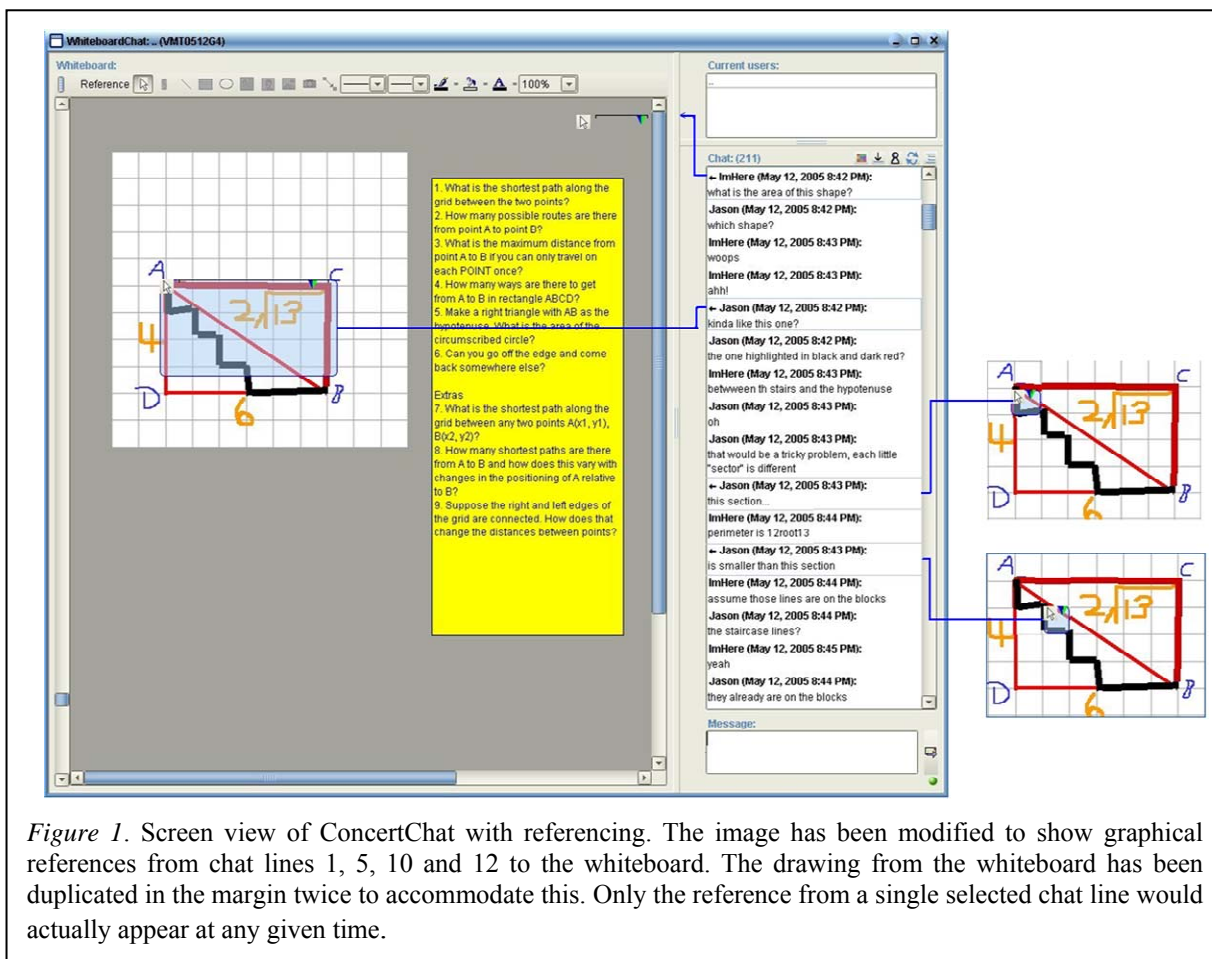 WhiteboardChat: .. (VMT0512G4)
Whiteboard:
Reference
100%
A
C
2√13
4
D
6
B
1. What is the shortest path along the
grid between the two points?
2. How many possible routes are there
from point A to point B?
3. What is the maximum distance from
point A to B if you can only travel on
each POINT once?
4. How many ways are there to get
from A to B in rectangle ABCD?
5. Make a right triangle with AB as the
hypotenuse. What is the area of the
circumscribed circle?
6. Can you go off the edge and come
back somewhere else?
Extras
7. What is the shortest path along the
grid between any two points A(x1, y1),
B(x2, y2)?
8. How many shortest paths are there
from A to B and how does this vary with
changes in the positioning of A relative
to B?
9. Suppose the right and left edges of
the grid are connected. How does that
change the distances between points?
Current users:
..
Chat: (211)
← ImHere (May 12, 2005 8:42 PM):
what is the area of this shape?
Jason (May 12, 2005 8:42 PM):
which shape?
ImHere (May 12, 2005 8:43 PM):
woops
ImHere (May 12, 2005 8:43 PM):
ahh!
← Jason (May 12, 2005 8:42 PM):
kinda like this one?
Jason (May 12, 2005 8:42 PM):
the one highlighted in black and dark red?
ImHere (May 12, 2005 8:43 PM):
betwween th stairs and the hypotenuse
Jason (May 12, 2005 8:43 PM):
oh
Jason (May 12, 2005 8:43 PM):
that would be a tricky problem, each little
"sector" is different
← Jason (May 12, 2005 8:43 PM):
this section...
ImHere (May 12, 2005 8:44 PM):
perimeter is 12root13
← Jason (May 12, 2005 8:43 PM):
is smaller than this section
ImHere (May 12, 2005 8:44 PM):
assume those lines are on the blocks
Jason (May 12, 2005 8:44 PM):
the staircase lines?
ImHere (May 12, 2005 8:45 PM):
yeah
Jason (May 12, 2005 8:44 PM):
they already are on the blocks
Message:
A
C
2√13
4
D
6
B
A
C
2√13
4
D
6
B
Figure 1. Screen view of ConcertChat with referencing. The image has been modified to show graphical
references from chat lines 1, 5, 10 and 12 to the whiteboard. The drawing from the whiteboard has been
duplicated in the margin twice to accommodate this. Only the reference from a single selected chat line would
actually appear at any given time.